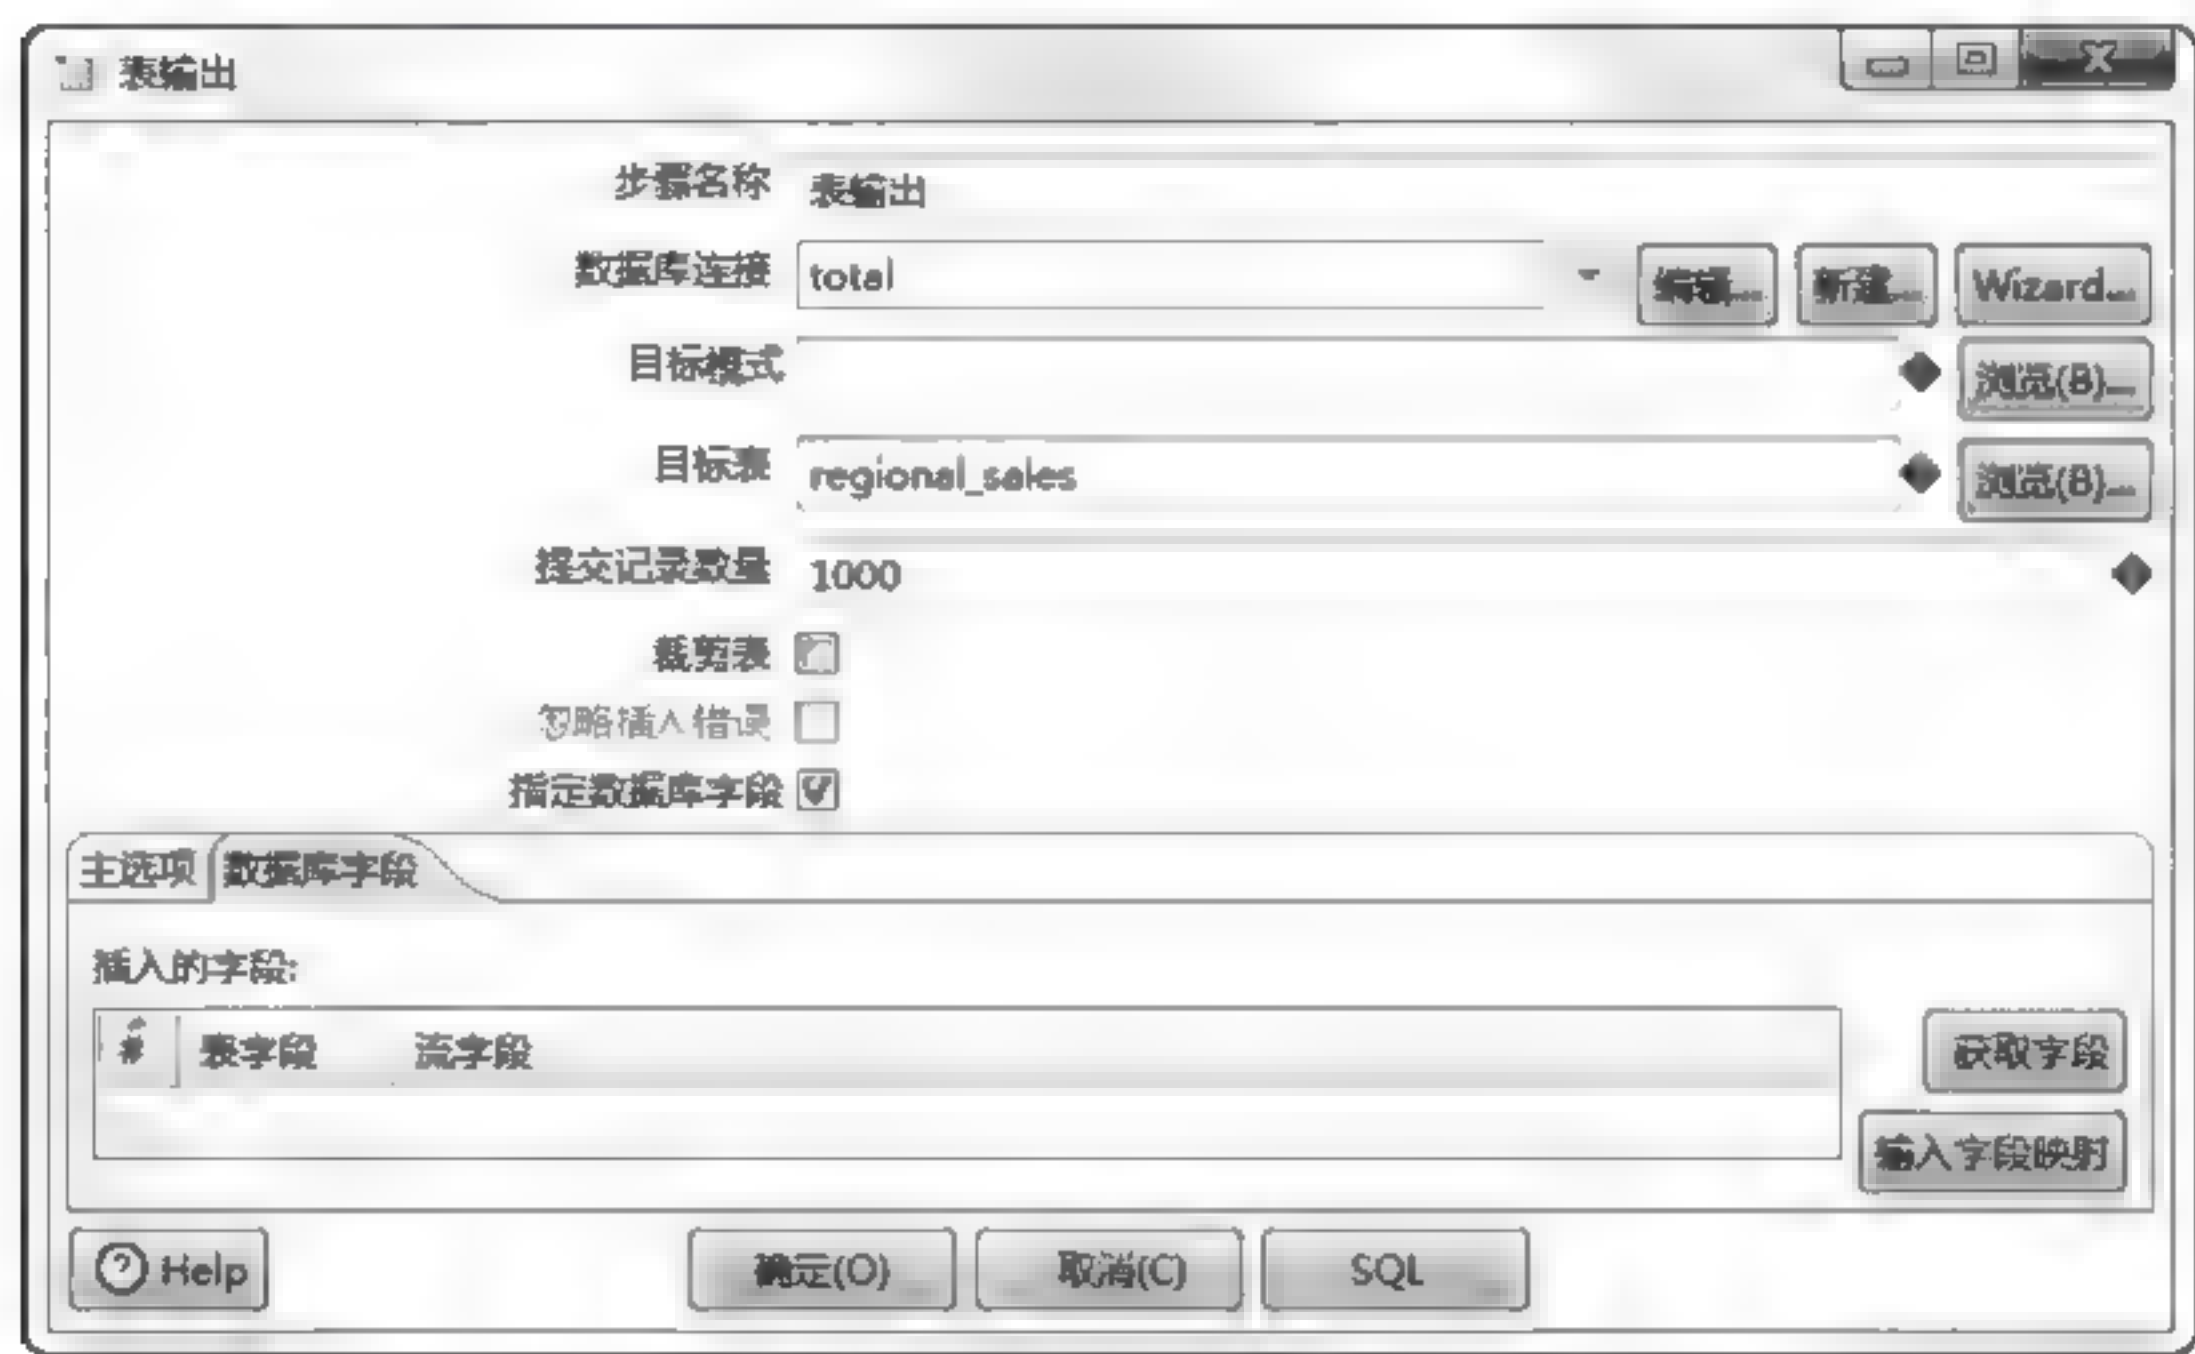 表输出
步骤名称 表输出
数据库连接 total 编辑... 新建... Wizard...
目标模式 浏览(B)...
目标表 regional_sales 浏览(B)...
提交记录数量 1000
裁剪表
忽略插入错误
指定数据库字段
主选项 数据库字段
插入的字段:
# 表字段 流字段 获取字段
输入字段映射
Help 确定(O) 取消(C) SQL